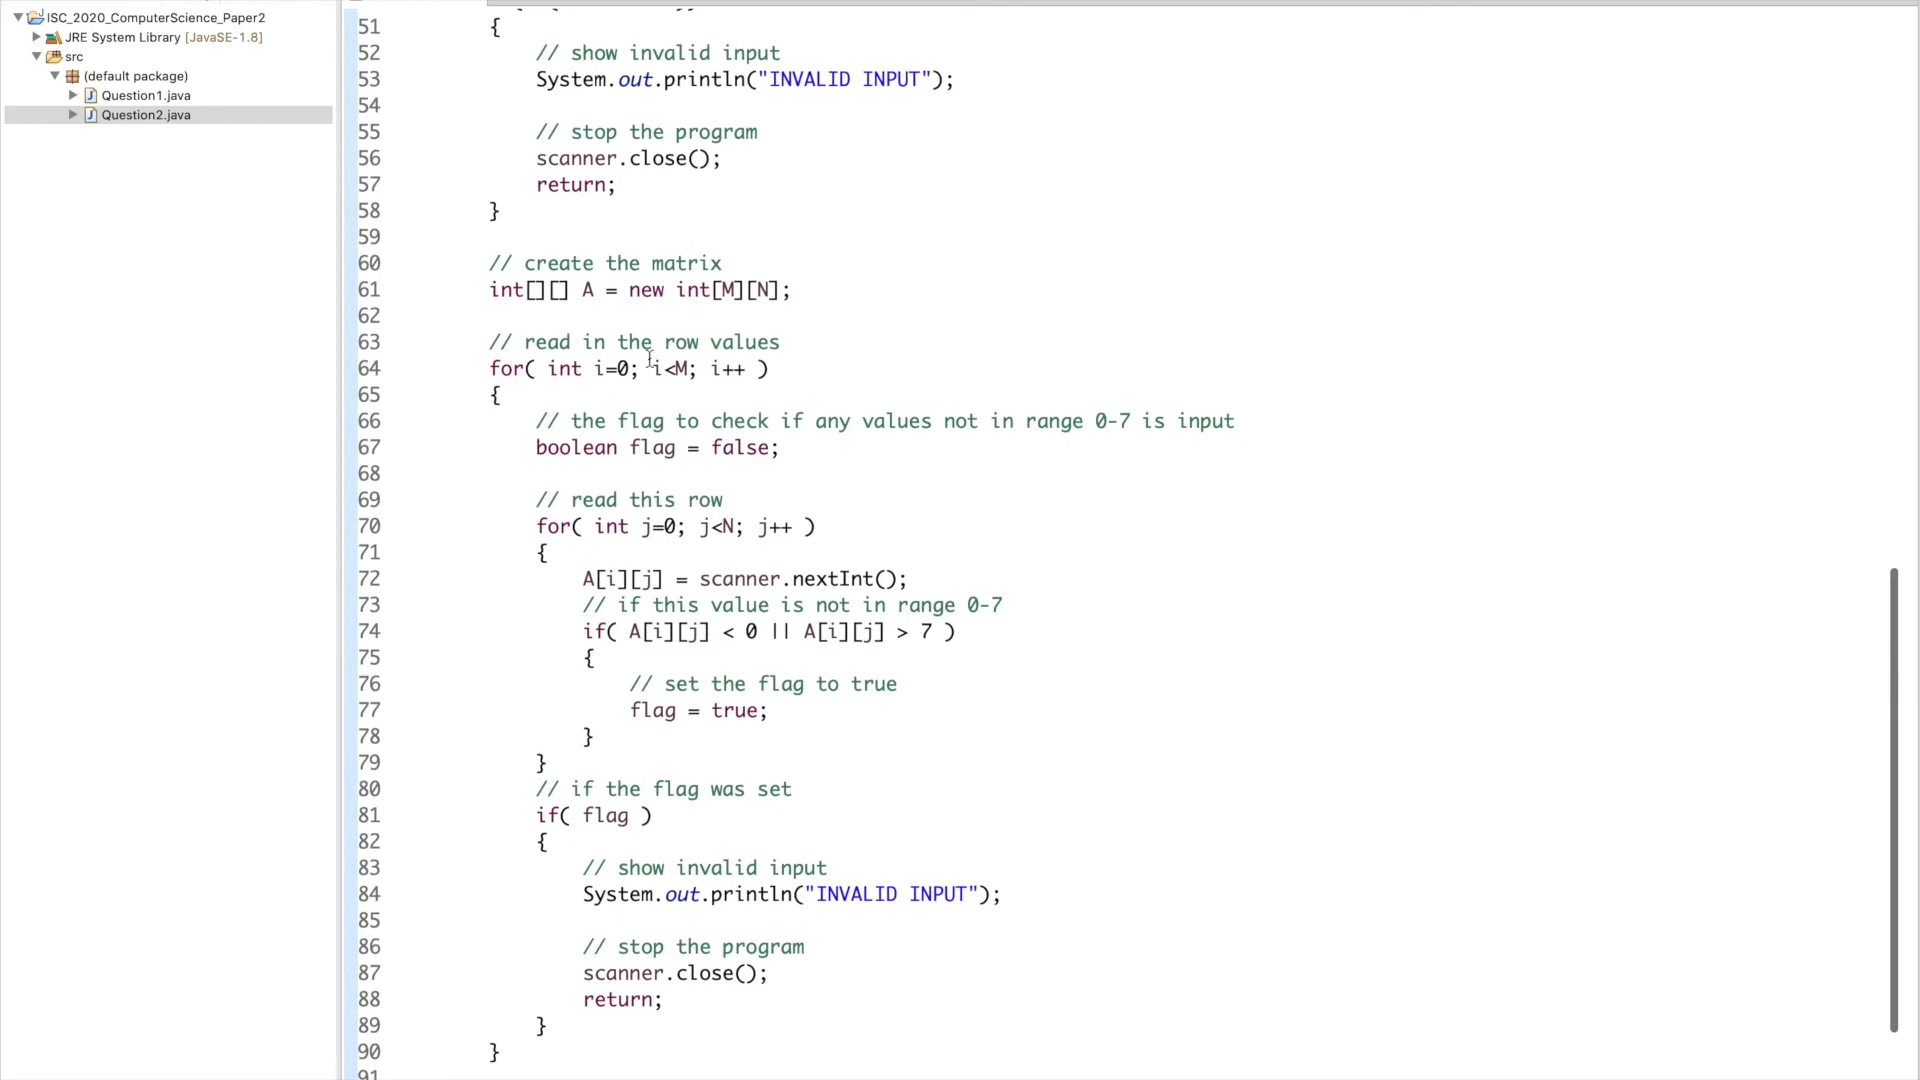 ISC_2020_ComputerScience_Paper2
JRE System Library [JavaSE-1.8]
src
(default package)
Question1.java
Question2.java
51 {
52 // show invalid input
53 System.out.println("INVALID INPUT");
54
55 // stop the program
56 scanner.close();
57 return;
58 }
59
60 // create the matrix
61 int[][] A = new int[M][N];
62
63 // read in the row values
64 for( int i=0; i<M; i++ )
65 {
66 // the flag to check if any values not in range 0-7 is input
67 boolean flag = false;
68
69 // read this row
70 for( int j=0; j<N; j++ )
71 {
72 A[i][j] = scanner.nextInt();
73 // if this value is not in range 0-7
74 if( A[i][j] < 0 || A[i][j] > 7 )
75 {
76 // set the flag to true
77 flag = true;
78 }
79 }
80 // if the flag was set
81 if( flag )
82 {
83 // show invalid input
84 System.out.println("INVALID INPUT");
85
86 // stop the program
87 scanner.close();
88 return;
89 }
90 }
91